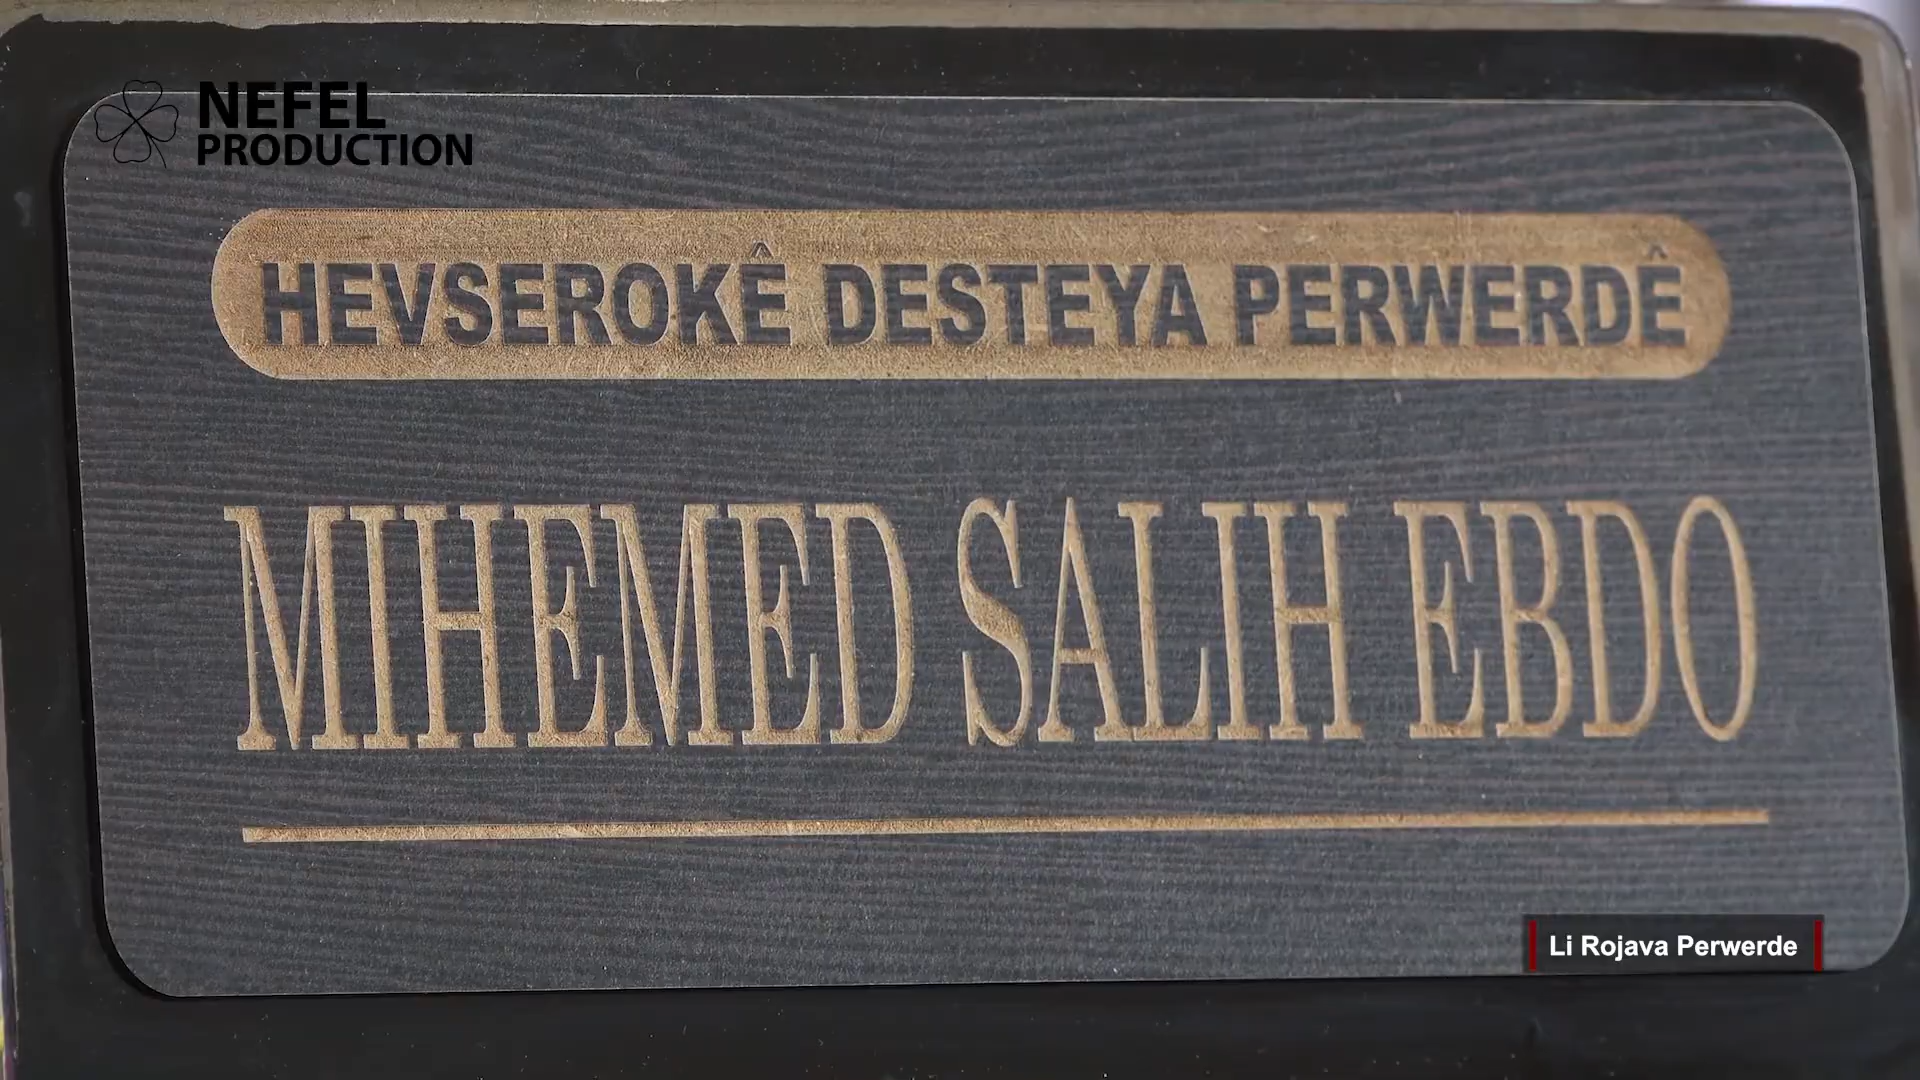 NEFEL
PRODUCTION
HEVSEROKÊ DESTEYA PERWERDÊ
MIHEMED SALIH EBDO
Li Rojava Perwerde